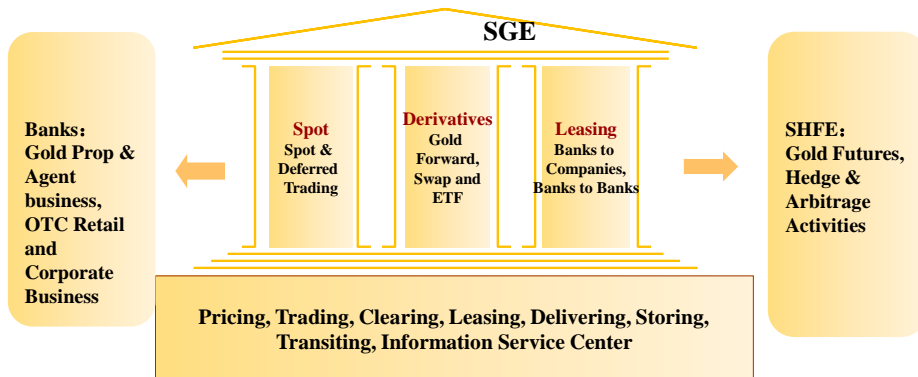 SGE
Banks：
Gold Prop &
Agent
business,
OTC Retail
and
Corporate
Business
Spot
Spot &
Deferred
Trading
Derivatives
Gold
Forward,
Swap and
ETF
Leasing
Banks to
Companies,
Banks to Banks
SHFE：
Gold Futures,
Hedge &
Arbitrage
Activities
Pricing, Trading, Clearing, Leasing, Delivering, Storing,
Transiting, Information Service Center